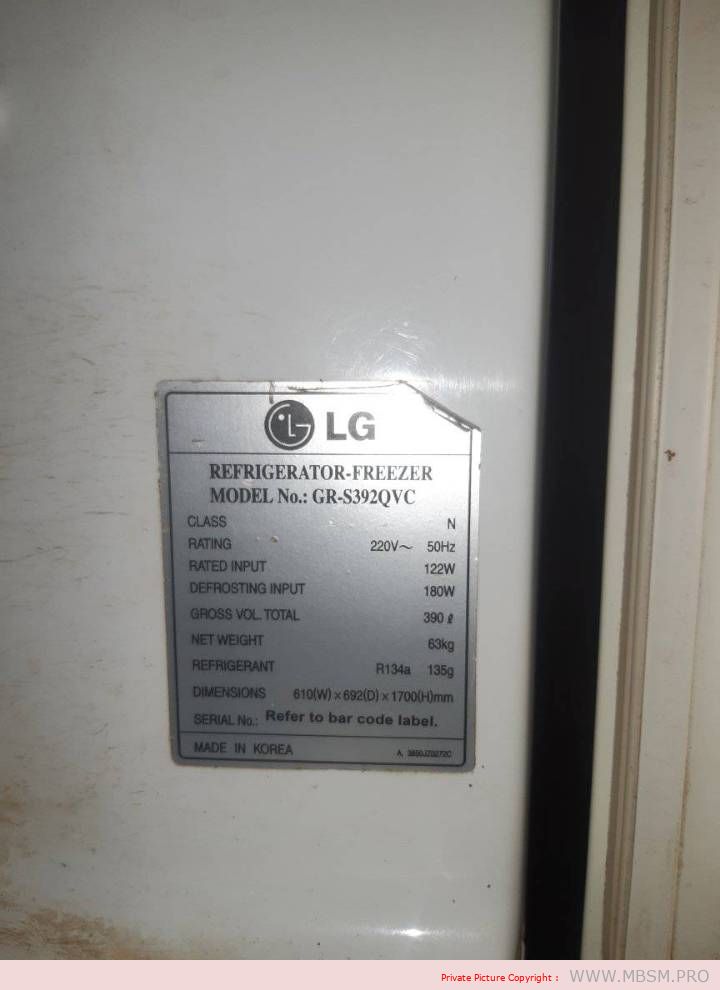 LG
REFRIGERATOR-FREEZER
MODEL No.: GR-S392QVC
CLASS N
RATING 220V~ 50Hz
RATED INPUT 122W
DEFROSTING INPUT 180W
GROSS VOL. TOTAL 390 ℓ
NET WEIGHT 63kg
REFRIGERANT R134a 135g
DIMENSIONS 610(W) × 692(D) × 1700(H)mm
SERIAL No.: Refer to bar code label.
MADE IN KOREA A,
Private Picture Copyright : WWW.MBSM.PRO